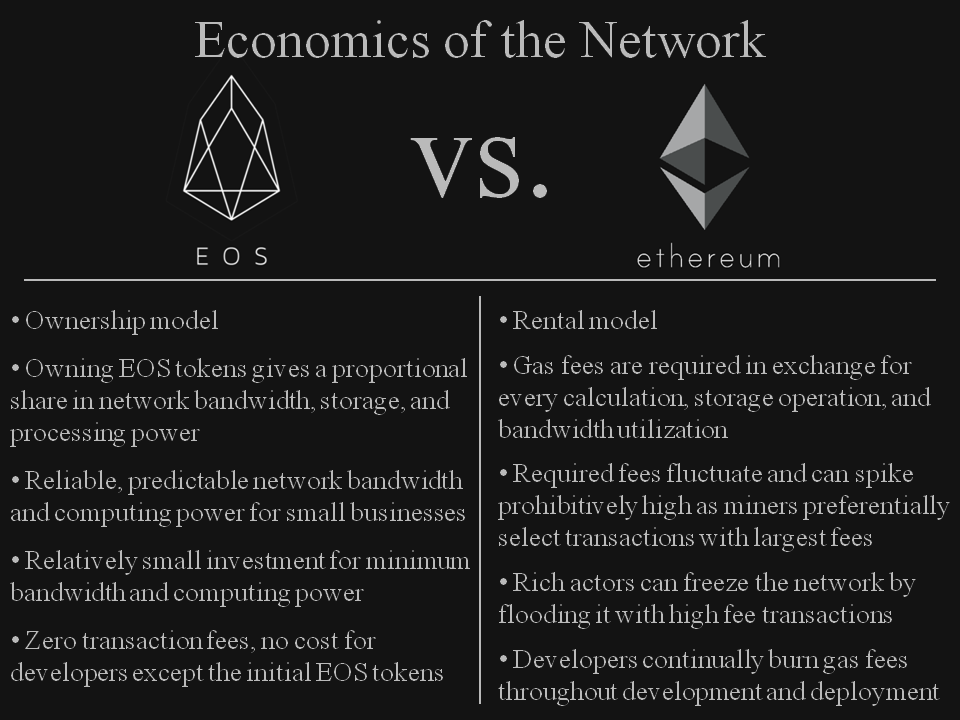 Economics of the Network
vs.
EOS
ethereum
• Ownership model
• Owning EOS tokens gives a proportional
share in network bandwidth, storage, and
processing power
• Reliable, predictable network bandwidth
and computing power for small businesses
• Relatively small investment for minimum
bandwidth and computing power
• Zero transaction fees, no cost for
developers except the initial EOS tokens
• Rental model
• Gas fees are required in exchange for
every calculation, storage operation, and
bandwidth utilization
• Required fees fluctuate and can spike
prohibitively high as miners preferentially
select transactions with largest fees
• Rich actors can freeze the network by
flooding it with high fee transactions
• Developers continually burn gas fees
throughout development and deployment